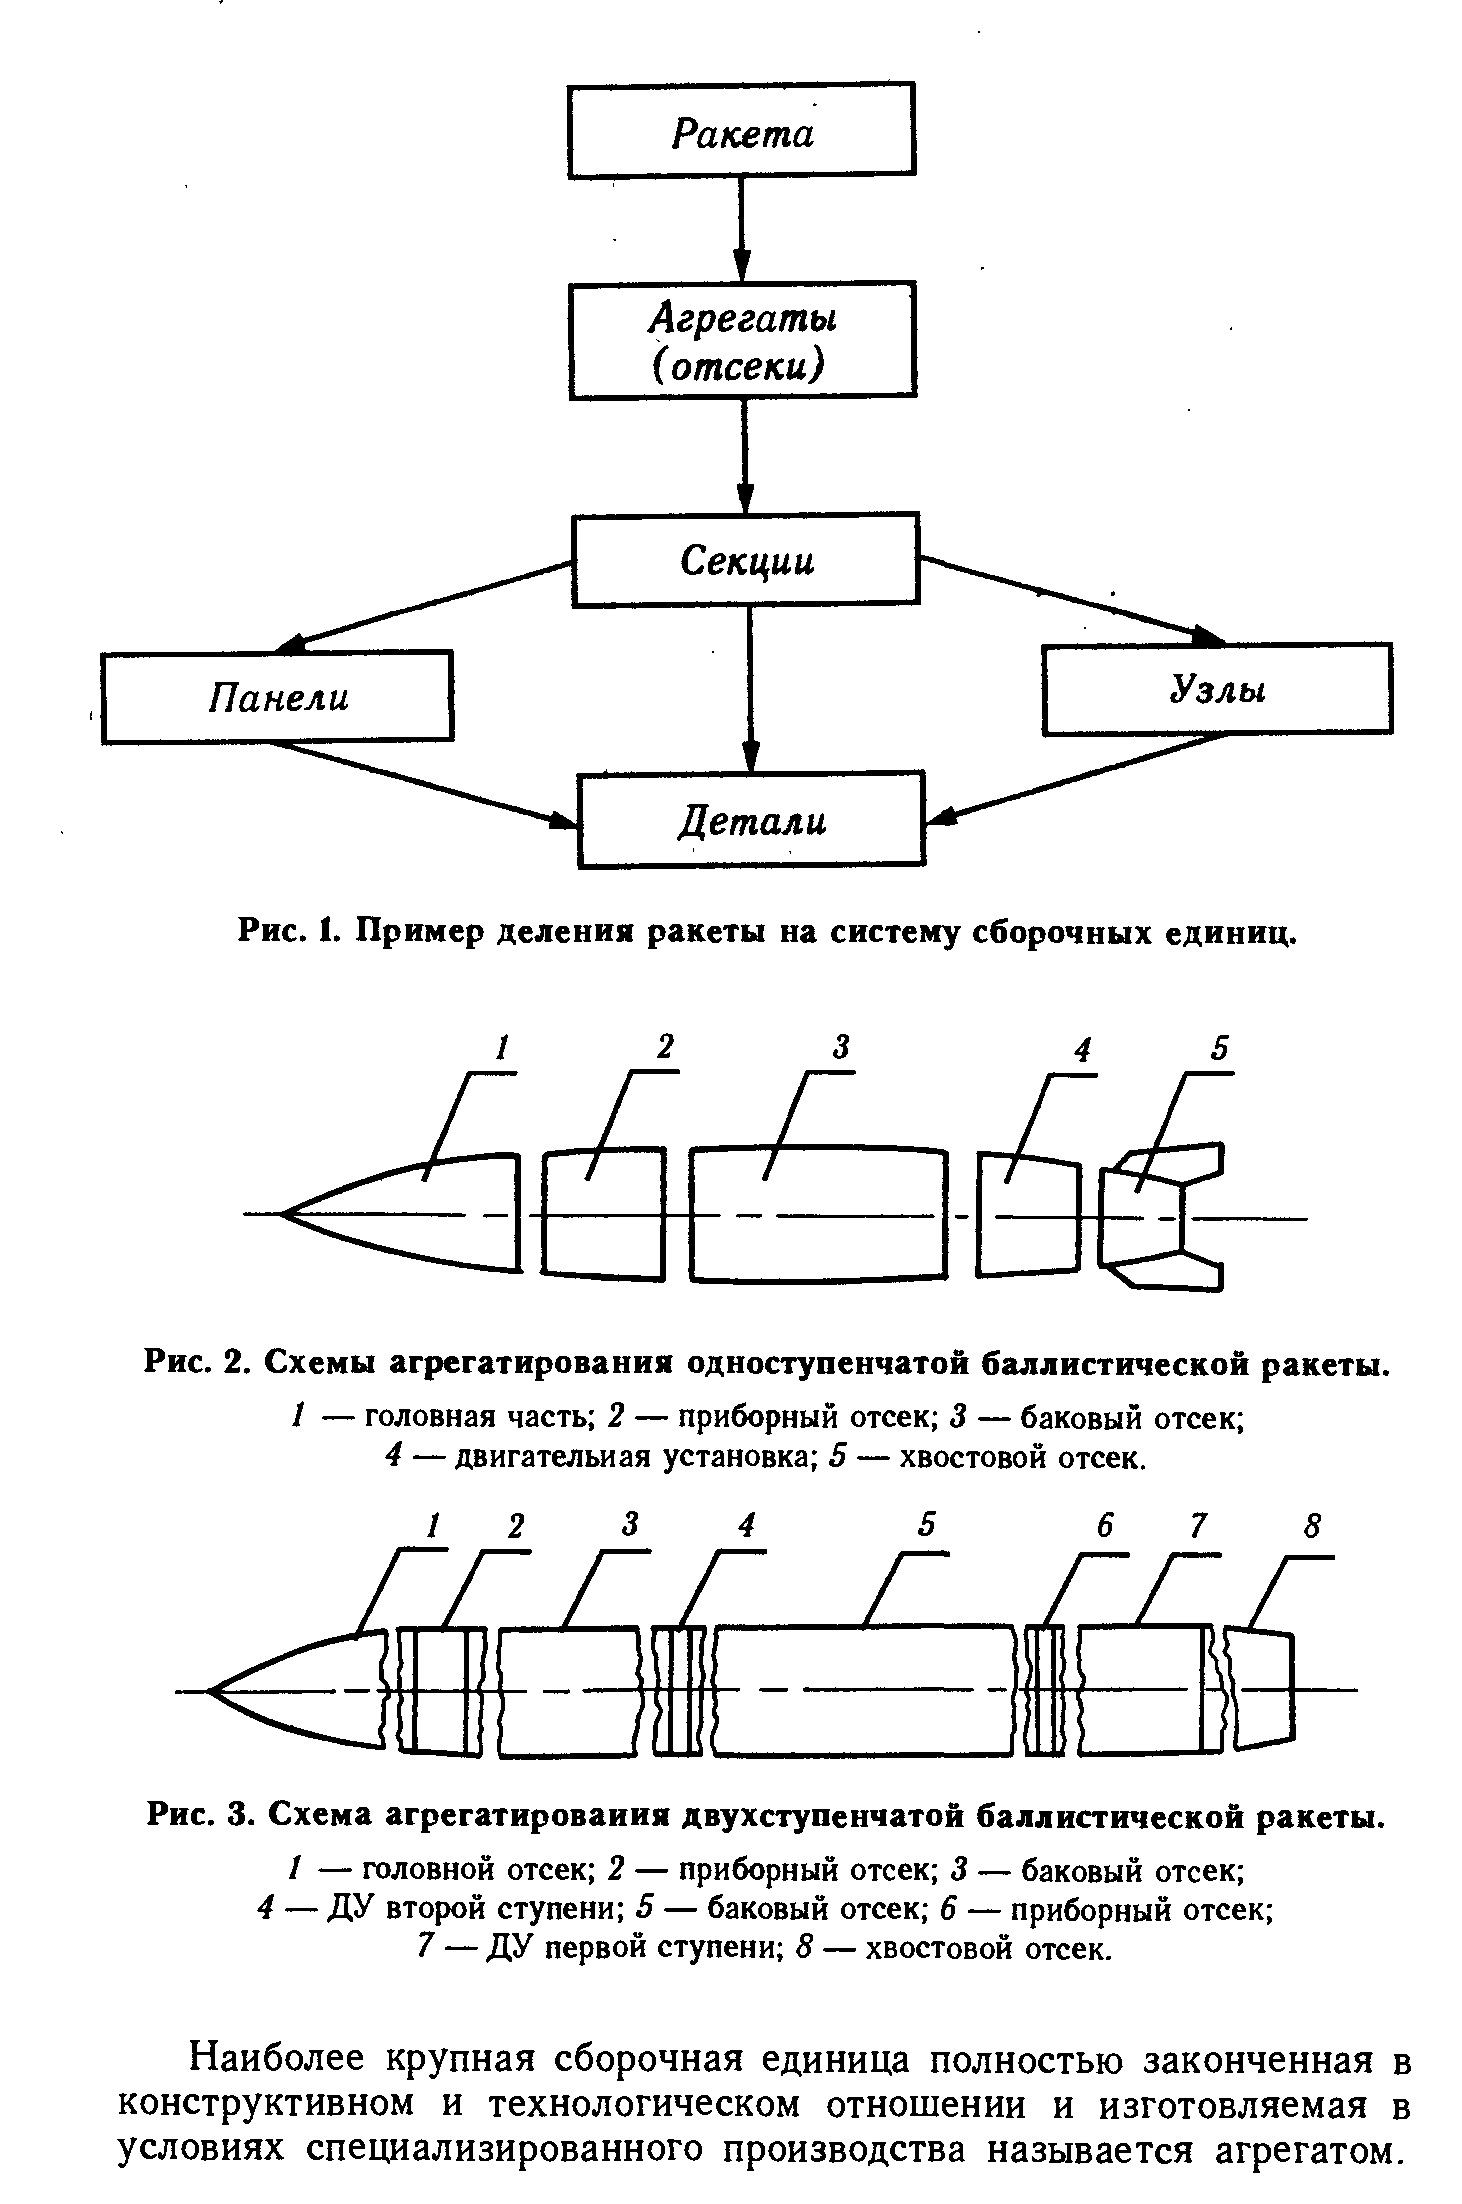 Ракета
Агрегаты
(отсеки)
Секции
Панели
Узлы
Детали
Рис. 1. Пример деления ракеты на систему сборочных единиц.
1 2 3 4 5
Рис. 2. Схемы агрегатирования одноступенчатой баллистической ракеты.
1 — головная часть; 2 — приборный отсек; 3 — баковый отсек;
4 — двигательная установка; 5 — хвостовой отсек.
1 2 3 4 5 6 7 8
Рис. 3. Схема агрегатирования двухступенчатой баллистической ракеты.
1 — головной отсек; 2 — приборный отсек; 3 — баковый отсек;
4 — ДУ второй ступени; 5 — баковый отсек; 6 — приборный отсек;
7 — ДУ первой ступени; 8 — хвостовой отсек.
Наиболее крупная сборочная единица полностью законченная в
конструктивном и технологическом отношении и изготовляемая в
условиях специализированного производства называется агрегатом.